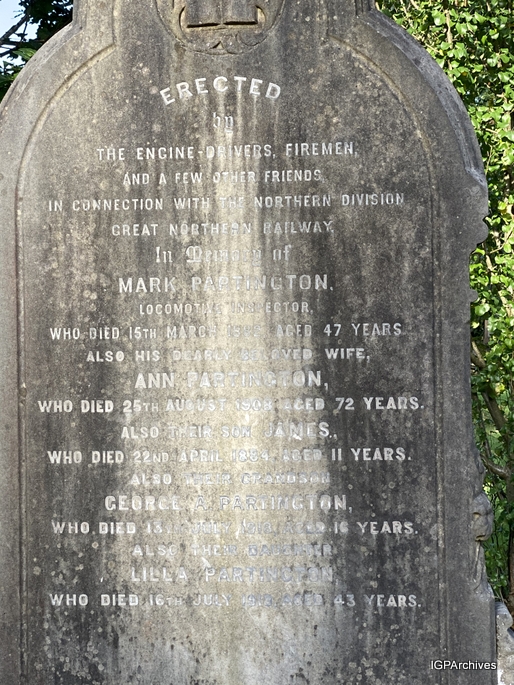 ERECTED
by
THE ENGINE-DRIVERS, FIREMEN,
AND A FEW OTHER FRIENDS,
IN CONNECTION WITH THE NORTHERN DIVISION
GREAT NORTHERN RAILWAY,
In Memory of
MARK PARTINGTON,
LOCOMOTIVE INSPECTOR,
WHO DIED 15TH MARCH AGED 47 YEARS
ALSO HIS DEARLY BELOVED WIFE,
ANN PARTINGTON,
WHO DIED 25TH AUGUST 1908 AGED 72 YEARS.
ALSO THEIR SON JAMES,
WHO DIED 22ND APRIL 1884 AGED 11 YEARS.
ALSO THEIR GRANDSON
GEORGE A. PARTINGTON,
WHO DIED AGED 16 YEARS.
ALSO THEIR DAUGHTER
LILLA PARTINGTON
WHO DIED 16TH JULY AGED 43 YEARS.
IGPArchives